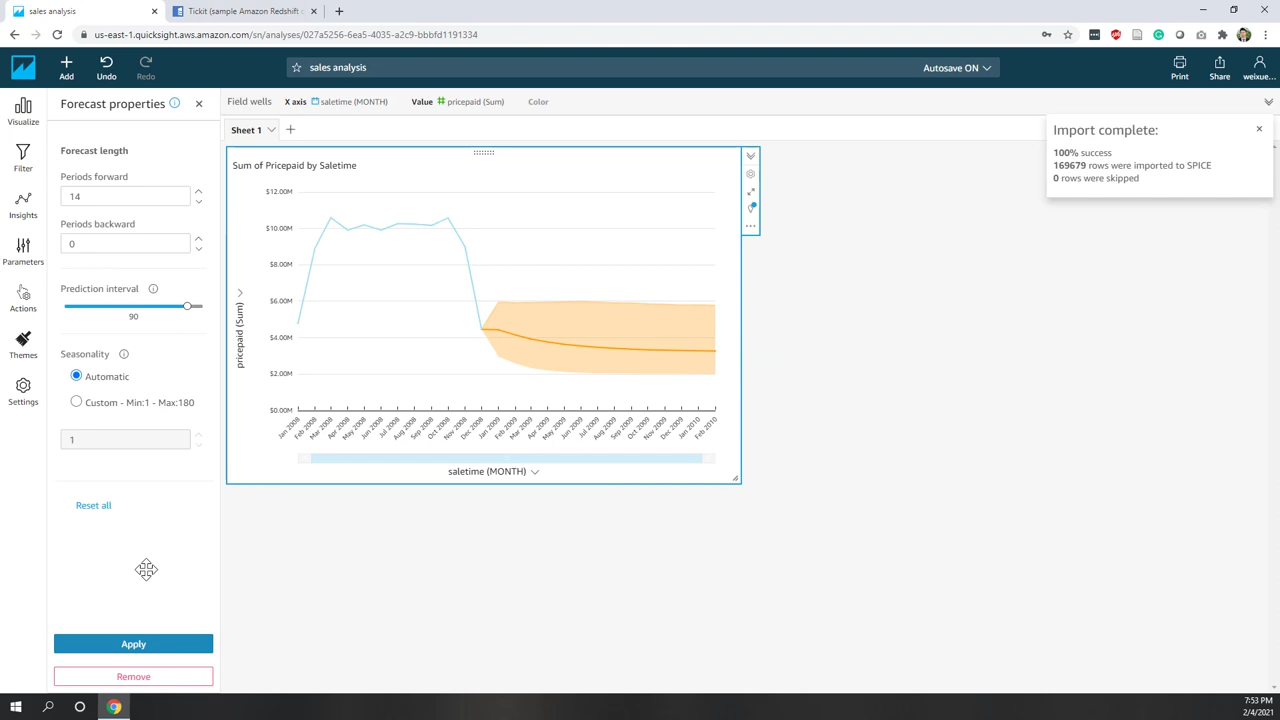 sales analysis
Tickit (sample Amazon Redshift o
us-east-1.quicksight.aws.amazon.com/sn/analyses/027a5256-6ea5-4035-a2c9-bbbfd1191334
Add
Undo
Redo
sales analysis
Autosave ON
Print
Share
weixue...
Visualize
Filter
Insights
Parameters
Actions
Themes
Settings
Forecast properties
Forecast length
Periods forward
14
Periods backward
0
Prediction interval
90
Seasonality
Automatic
Custom - Min:1 - Max:180
1
Reset all
Apply
Remove
Field wells X axis saletime (MONTH) Value pricepaid (Sum) Color
Sheet 1
Import complete:
100% success
169679 rows were imported to SPICE
0 rows were skipped
Sum of Pricepaid by Saletime
pricepaid (Sum)
$12.00M
$10.00M
$8.00M
$6.00M
$4.00M
$2.00M
$0.00M
Jan 2008
Feb 2008
Mar 2008
Apr 2008
May 2008
Jun 2008
Jul 2008
Aug 2008
Sep 2008
Oct 2008
Nov 2008
Dec 2008
Jan 2009
Feb 2009
Mar 2009
Apr 2009
May 2009
Jun 2009
Jul 2009
Aug 2009
Sep 2009
Oct 2009
Nov 2009
Dec 2009
Jan 2010
Feb 2010
saletime (MONTH)
7:53 PM
2/4/2021